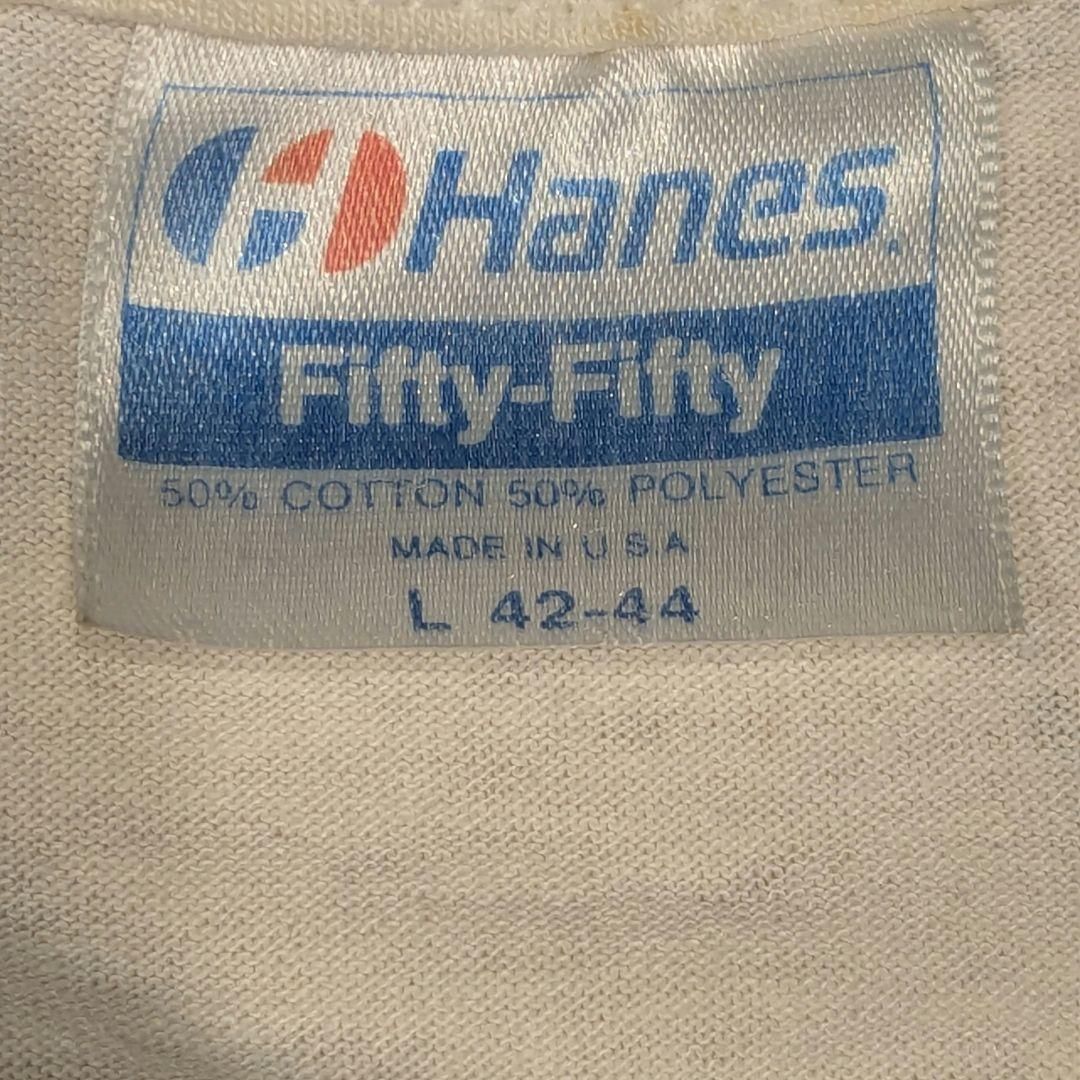 Hanes.
Fifty-Fifty
50% COTTON 50% POLYESTER
MADE IN U S A
L 42-44